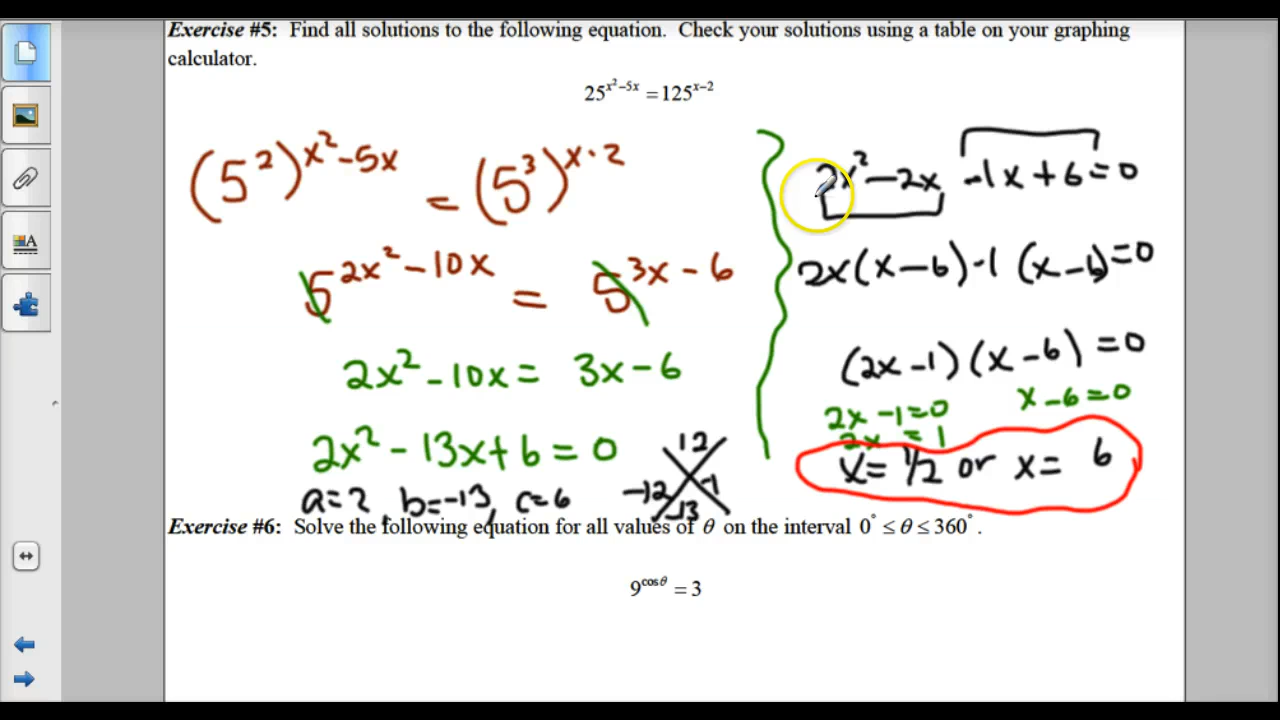 Exercise #5: Find all solutions to the following equation. Check your solutions using a table on your graphing
calculator.
25^{x²−5x} = 125^{x−2}
(5²)^{x²−5x} = (5³)^{x·2}
5^{2x²−10x} = 5^{3x−6}
2x² − 10x = 3x − 6
2x² − 13x + 6 = 0
a=2, b=−13, c=6
12
−12 −1
−13
2x² − 2x −1x + 6 = 0
2x(x − 6) −1 (x − 6) = 0
(2x − 1)(x − 6) = 0
2x − 1 = 0 x − 6 = 0
2x = 1
x = 1/2 or x = 6
Exercise #6: Solve the following equation for all values of θ on the interval 0° ≤ θ ≤ 360°.
9^{cosθ} = 3